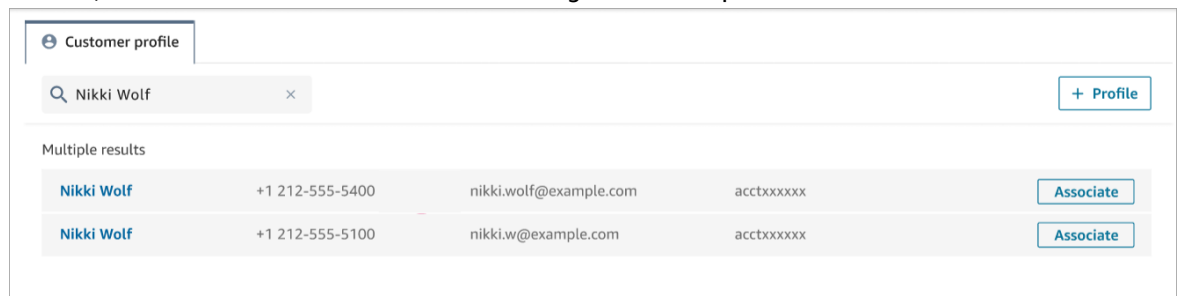 Customer profile
Nikki Wolf ×
+ Profile
Multiple results
Nikki Wolf +1 212-555-5400 nikki.wolf@example.com acctxxxxxx Associate
Nikki Wolf +1 212-555-5100 nikki.w@example.com acctxxxxxx Associate